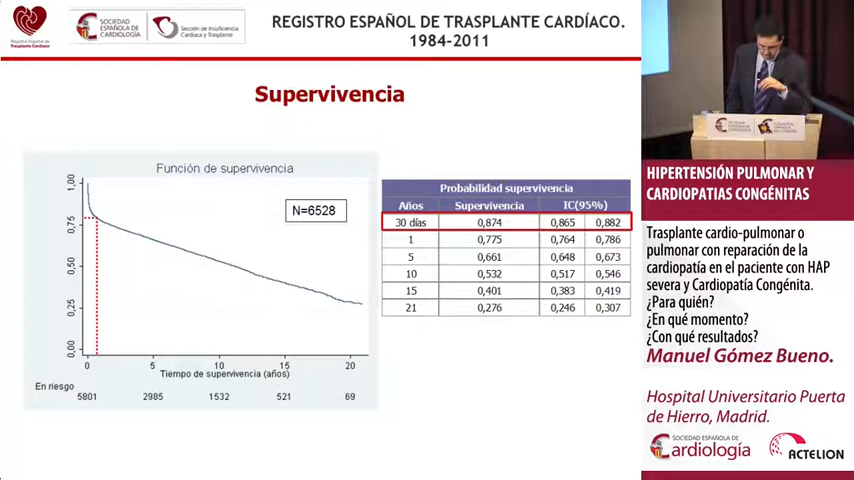 Registro Español de
Trasplante Cardíaco
SOCIEDAD
ESPAÑOLA DE
CARDIOLOGÍA
Sección de Insuficiencia
Cardiaca y Trasplante
REGISTRO ESPAÑOL DE TRASPLANTE CARDÍACO.
1984-2011
Supervivencia
Función de supervivencia
N=6528
1,00
0,75
0,50
0,25
0,00
0 5 10 15 20
Tiempo de supervivencia (años)
En riesgo
5801 2985 1532 521 69
Probabilidad supervivencia
Años Supervivencia IC(95%)
30 días 0,874 0,865 0,882
1 0,775 0,764 0,786
5 0,661 0,648 0,673
10 0,532 0,517 0,546
15 0,401 0,383 0,419
21 0,276 0,246 0,307
HIPERTENSIÓN PULMONAR Y
CARDIOPATIAS CONGÉNITAS
Trasplante cardio-pulmonar o
pulmonar con reparación de la
cardiopatía en el paciente con HAP
severa y Cardiopatía Congénita.
¿Para quién?
¿En qué momento?
¿Con qué resultados?
Manuel Gómez Bueno.
Hospital Universitario Puerta
de Hierro, Madrid.
SOCIEDAD ESPAÑOLA DE
Cardiología
ACTELION